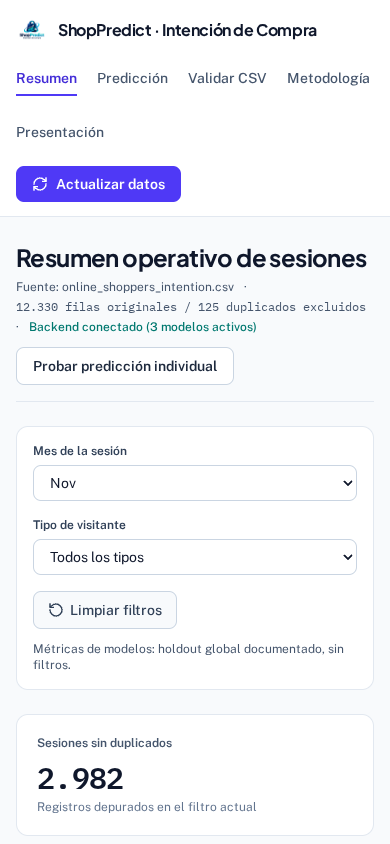 ShopPredict · Intención de Compra
Resumen
Predicción
Validar CSV
Metodología
Presentación
Actualizar datos
Resumen operativo de sesiones
Fuente: online_shoppers_intention.csv ·
12.330 filas originales / 125 duplicados excluidos
· Backend conectado (3 modelos activos)
Probar predicción individual
Mes de la sesión
Nov
Tipo de visitante
Todos los tipos
Limpiar filtros
Métricas de modelos: holdout global documentado, sin
filtros.
Sesiones sin duplicados
2.982
Registros depurados en el filtro actual